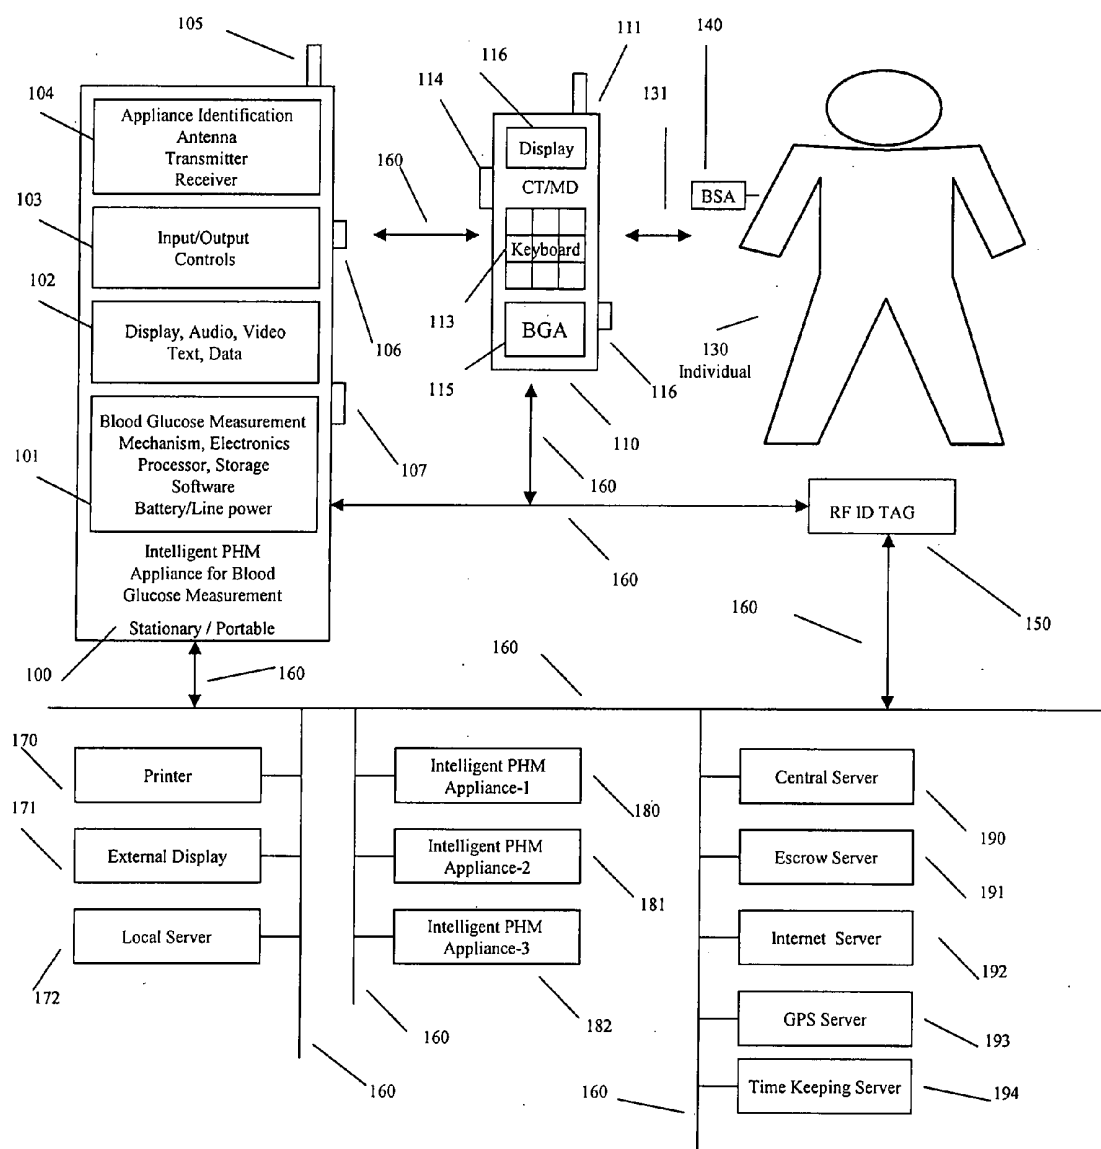 105
104
Appliance Identification
Antenna
Transmitter
Receiver
103
Input/Output
Controls
102
Display, Audio, Video
Text, Data
106
101
Blood Glucose Measurement
Mechanism, Electronics
Processor, Storage
Software
Battery/Line power
107
Intelligent PHM
Appliance for Blood
Glucose Measurement
Stationary / Portable
100
160
160
114
116
111
Display
CT/MD
Keyboard
113
BGA
115
116
110
160
160
131
140
BSA
130
Individual
RF ID TAG
150
160
160
160
170
Printer
171
External Display
172
Local Server
160
Intelligent PHM
Appliance-1
180
Intelligent PHM
Appliance-2
181
Intelligent PHM
Appliance-3
182
160
Central Server
190
Escrow Server
191
Internet Server
192
GPS Server
193
Time Keeping Server
194
160